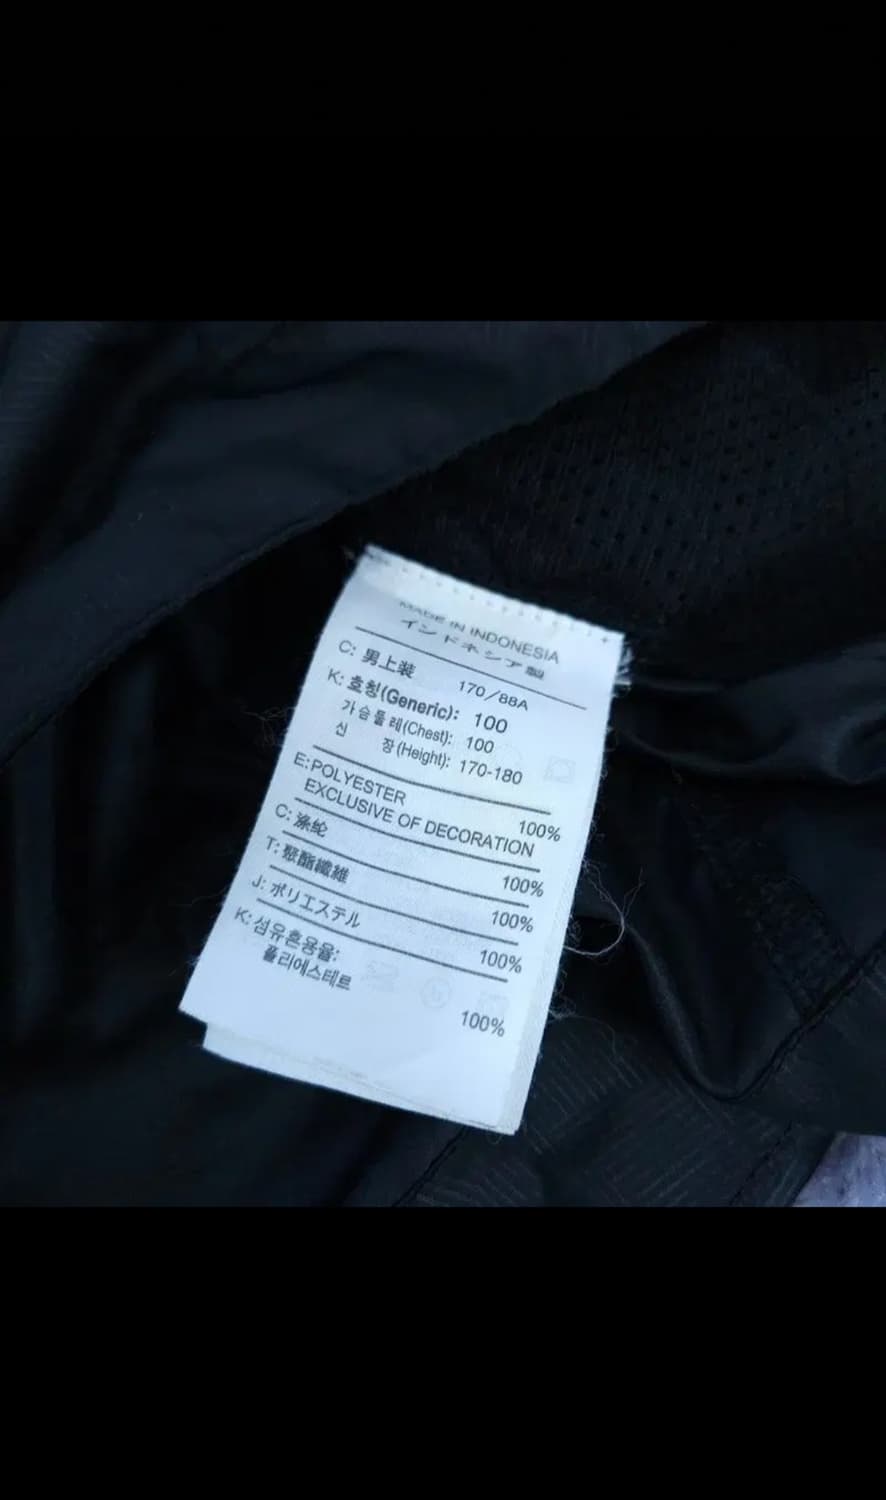 MADE IN INDONESIA
インドネシア製
C: 男上装 170/88A
K: 호칭(Generic): 100
가슴둘레(Chest): 100
신 장(Height): 170-180
E: POLYESTER 100%
EXCLUSIVE OF DECORATION
C: 涤纶 100%
T: 聚酯纖維 100%
J: ポリエステル 100%
K: 섬유혼용율:
폴리에스테르 100%